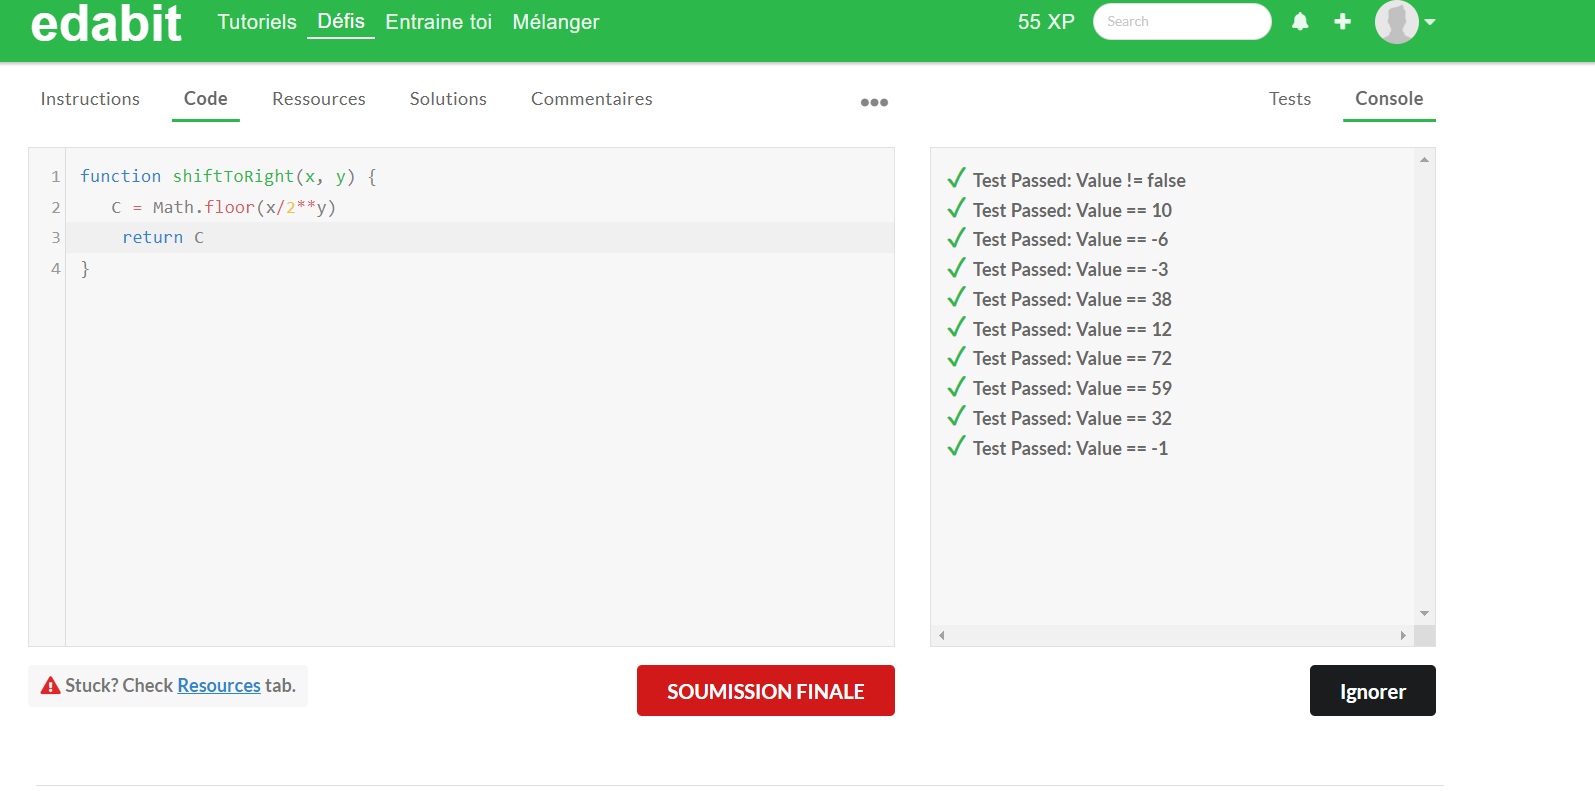 edabit Tutoriels Défis Entraine toi Mélanger 55 XP Search
Instructions Code Ressources Solutions Commentaires Tests Console
1 function shiftToRight(x, y) {
2 C = Math.floor(x/2**y)
3 return C
4 }
Test Passed: Value != false
Test Passed: Value == 10
Test Passed: Value == -6
Test Passed: Value == -3
Test Passed: Value == 38
Test Passed: Value == 12
Test Passed: Value == 72
Test Passed: Value == 59
Test Passed: Value == 32
Test Passed: Value == -1
Stuck? Check Resources tab.
SOUMISSION FINALE
Ignorer